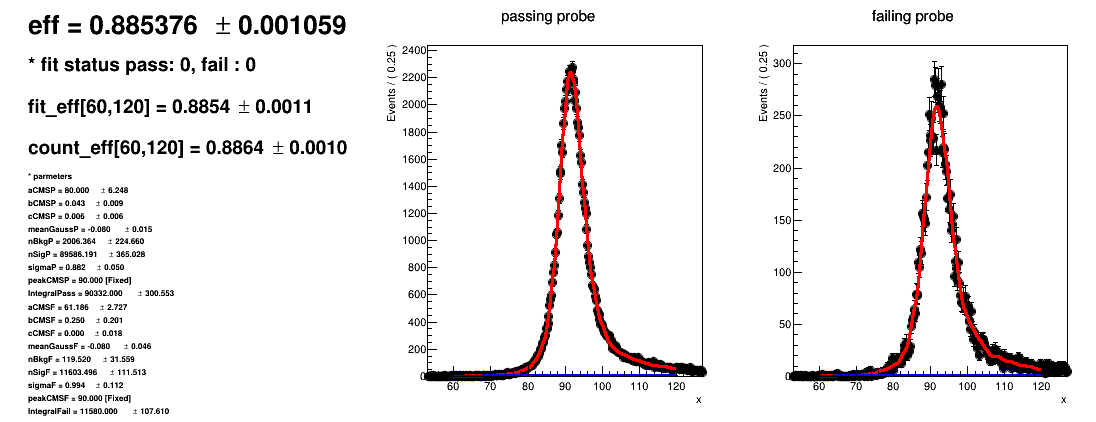 eff = 0.885376 ± 0.001059
* fit status pass: 0, fail : 0
fit_eff[60,120] = 0.8854 ± 0.0011
count_eff[60,120] = 0.8864 ± 0.0010
* parmeters
aCMSP = 80.000 ± 6.248
bCMSP = 0.043 ± 0.009
cCMSP = 0.006 ± 0.006
meanGaussP = -0.080 ± 0.015
nBkgP = 2006.364 ± 224.660
nSigP = 89586.191 ± 365.028
sigmaP = 0.882 ± 0.050
peakCMSP = 90.000 [Fixed]
IntegralPass = 90332.000 ± 300.553
aCMSF = 61.186 ± 2.727
bCMSF = 0.250 ± 0.201
cCMSF = 0.000 ± 0.018
meanGaussF = -0.080 ± 0.046
nBkgF = 119.520 ± 31.559
nSigF = 11603.496 ± 111.513
sigmaF = 0.994 ± 0.112
peakCMSF = 90.000 [Fixed]
IntegralFail = 11580.000 ± 107.610
passing probe
Events / ( 0.25 )
2400
2200
2000
1800
1600
1400
1200
1000
800
600
400
200
0
60 70 80 90 100 110 120
x
failing probe
Events / ( 0.25 )
300
250
200
150
100
50
0
60 70 80 90 100 110 120
x